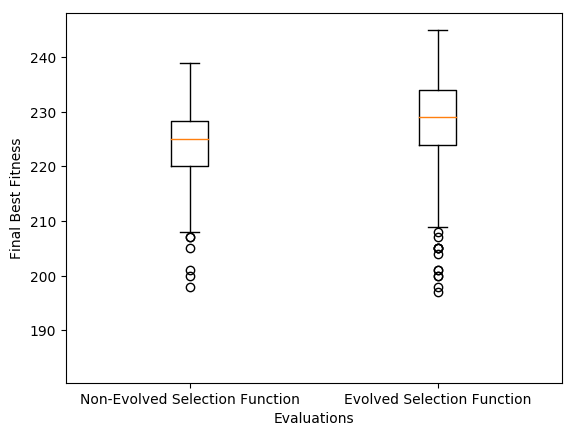 240
230
220
210
200
190
Final Best Fitness
Non-Evolved Selection Function
Evolved Selection Function
Evaluations